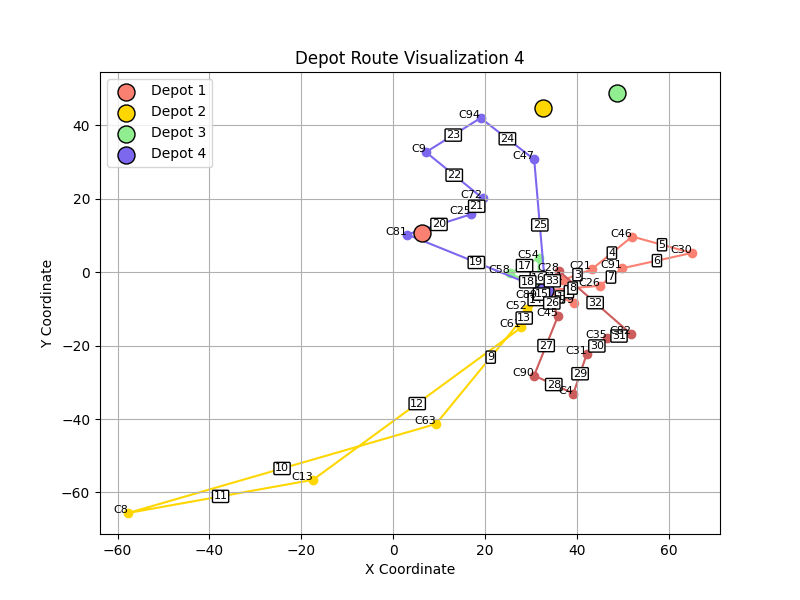 Depot Route Visualization 4
Depot 1
Depot 2
Depot 3
Depot 4
Y Coordinate
X Coordinate
40
20
0
−20
−40
−60
−60
−40
−20
0
20
40
60
C94
23
24
C9
C47
22
C72
21
C25
20
25
C81
19
C46
4
5
C30
6
C91
C21
3
7
C26
C54
17
C58
C28
18
33
8
15
26
32
C52
13
C45
C61
C35
31
30
C31
27
9
C90
28
29
C4
12
C63
10
C13
11
C8